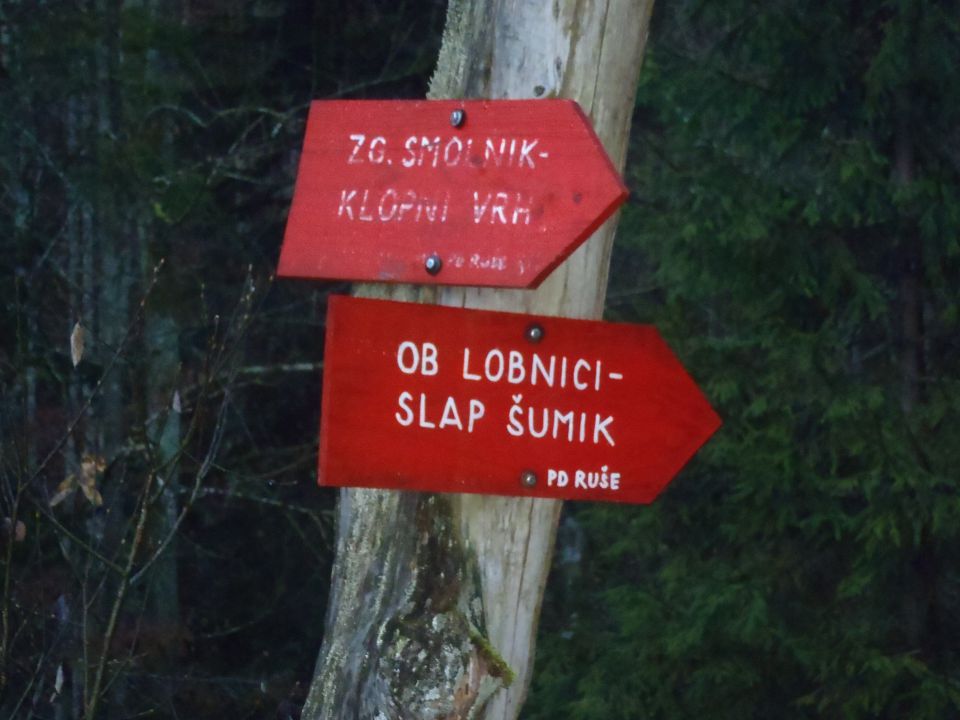 ZG. SMOLNIK-
KLOPNI VRH
PD RUŠE
OB LOBNICI-
SLAP ŠUMIK
PD RUŠE